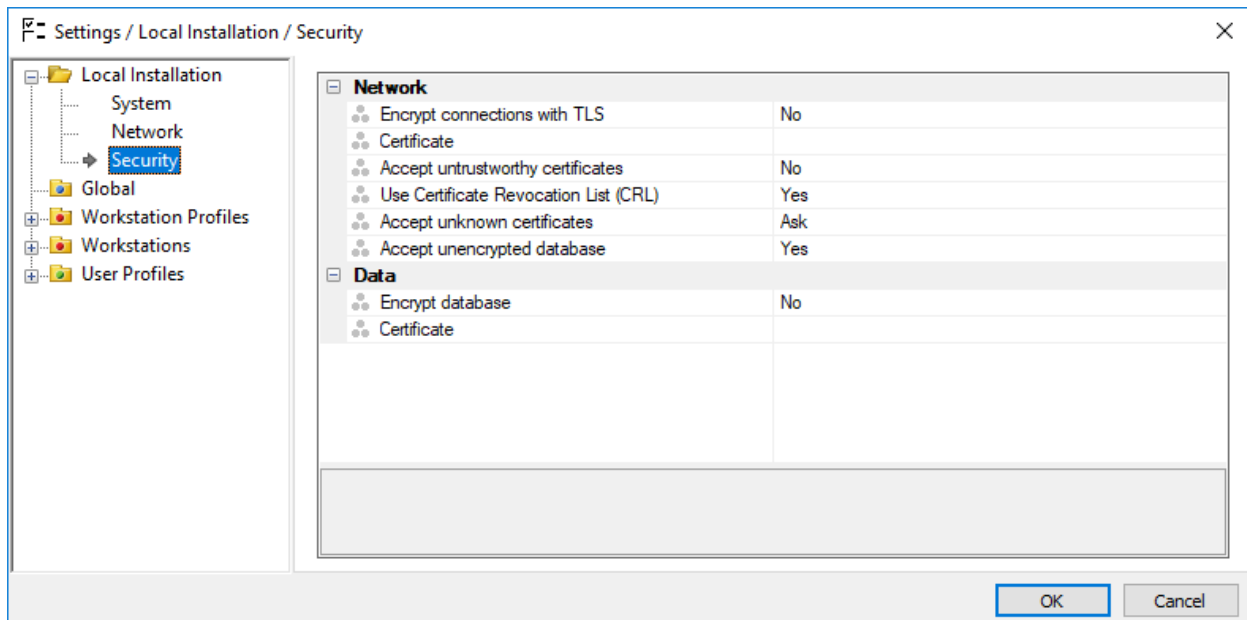 Settings / Local Installation / Security
Local Installation
System
Network
Security
Global
Workstation Profiles
Workstations
User Profiles
Network
Encrypt connections with TLS No
Certificate
Accept untrustworthy certificates No
Use Certificate Revocation List (CRL) Yes
Accept unknown certificates Ask
Accept unencrypted database Yes
Data
Encrypt database No
Certificate
OK Cancel